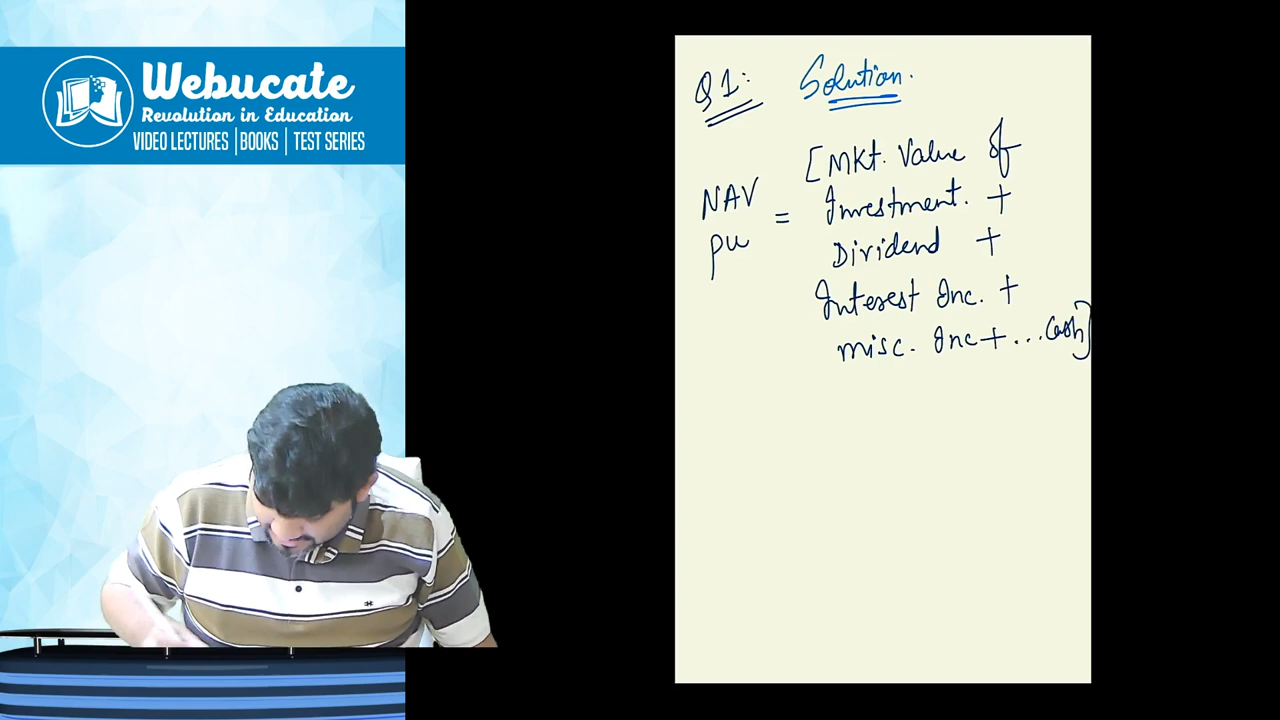 Webucate
Revolution in Education
VIDEO LECTURES | BOOKS | TEST SERIES
Q1: Solution.
NAV
pu
=
[Mkt. Value of
Investment. +
Dividend +
Interest Inc. +
misc. Inc + ... Cash]